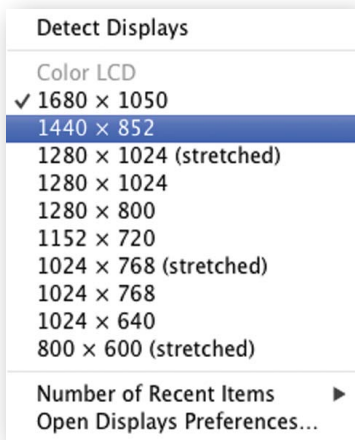 Detect Displays
Color LCD
✓ 1680 × 1050
1440 × 852
1280 × 1024 (stretched)
1280 × 1024
1280 × 800
1152 × 720
1024 × 768 (stretched)
1024 × 768
1024 × 640
800 × 600 (stretched)
Number of Recent Items
Open Displays Preferences...